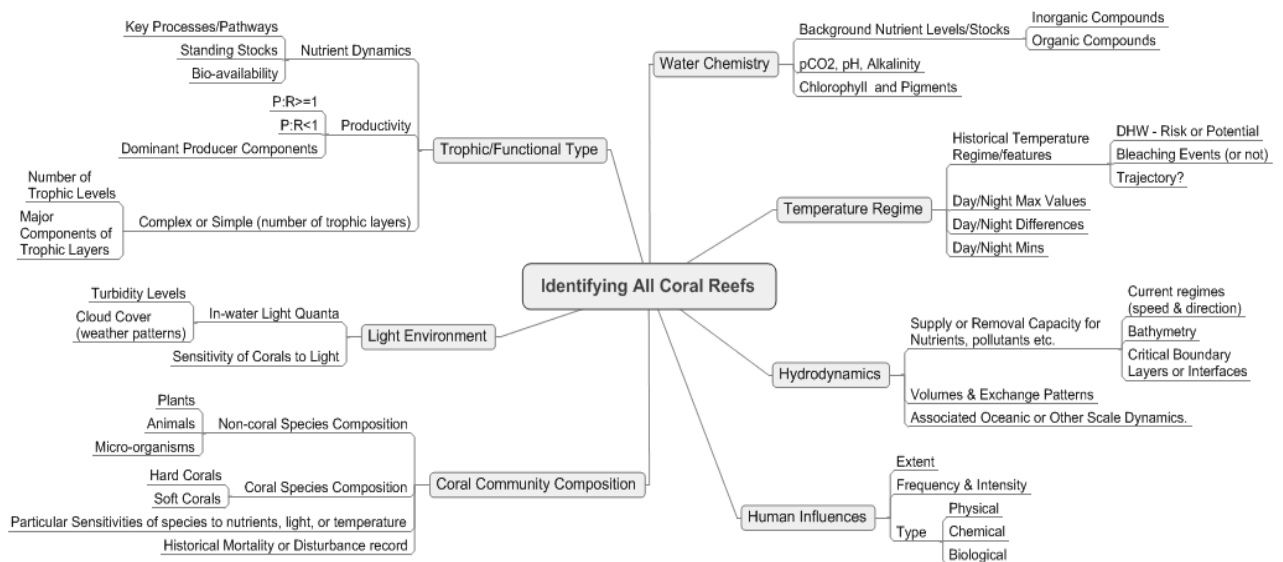 Identifying All Coral Reefs
Water Chemistry
Background Nutrient Levels/Stocks
Inorganic Compounds
Organic Compounds
pCO2, pH, Alkalinity
Chlorophyll and Pigments
Temperature Regime
Historical Temperature
Regime/features
DHW - Risk or Potential
Bleaching Events (or not)
Trajectory?
Day/Night Max Values
Day/Night Differences
Day/Night Mins
Hydrodynamics
Supply or Removal Capacity for
Nutrients, pollutants etc.
Current regimes
(speed & direction)
Bathymetry
Critical Boundary
Layers or Interfaces
Volumes & Exchange Patterns
Associated Oceanic or Other Scale Dynamics.
Human Influences
Extent
Frequency & Intensity
Type
Physical
Chemical
Biological
Trophic/Functional Type
Nutrient Dynamics
Key Processes/Pathways
Standing Stocks
Bio-availability
Productivity
P:R>=1
P:R<1
Dominant Producer Components
Complex or Simple (number of trophic layers)
Number of
Trophic Levels
Major
Components of
Trophic Layers
Light Environment
In-water Light Quanta
Turbidity Levels
Cloud Cover
(weather patterns)
Sensitivity of Corals to Light
Coral Community Composition
Non-coral Species Composition
Plants
Animals
Micro-organisms
Coral Species Composition
Hard Corals
Soft Corals
Particular Sensitivities of species to nutrients, light, or temperature
Historical Mortality or Disturbance record